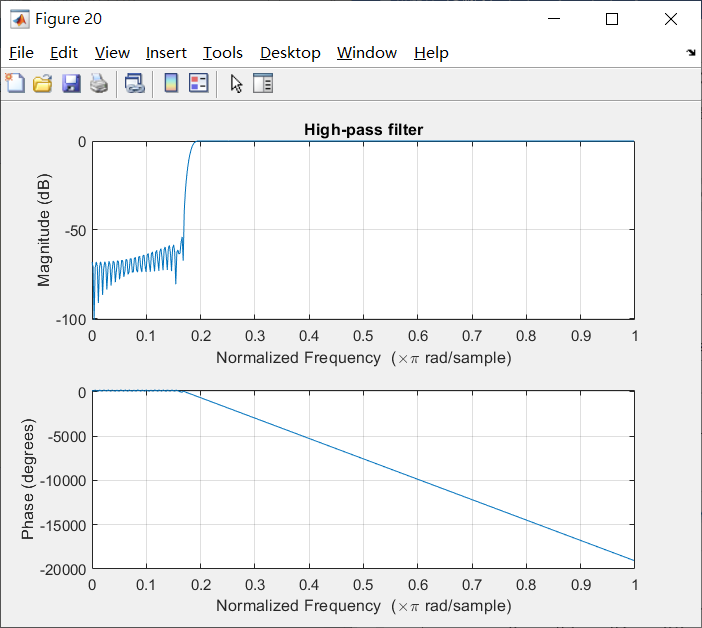 Figure 20
File Edit View Insert Tools Desktop Window Help
High-pass filter
Magnitude (dB)
0
-50
-100
0 0.1 0.2 0.3 0.4 0.5 0.6 0.7 0.8 0.9 1
Normalized Frequency (×π rad/sample)
Phase (degrees)
0
-5000
-10000
-15000
-20000
0 0.1 0.2 0.3 0.4 0.5 0.6 0.7 0.8 0.9 1
Normalized Frequency (×π rad/sample)